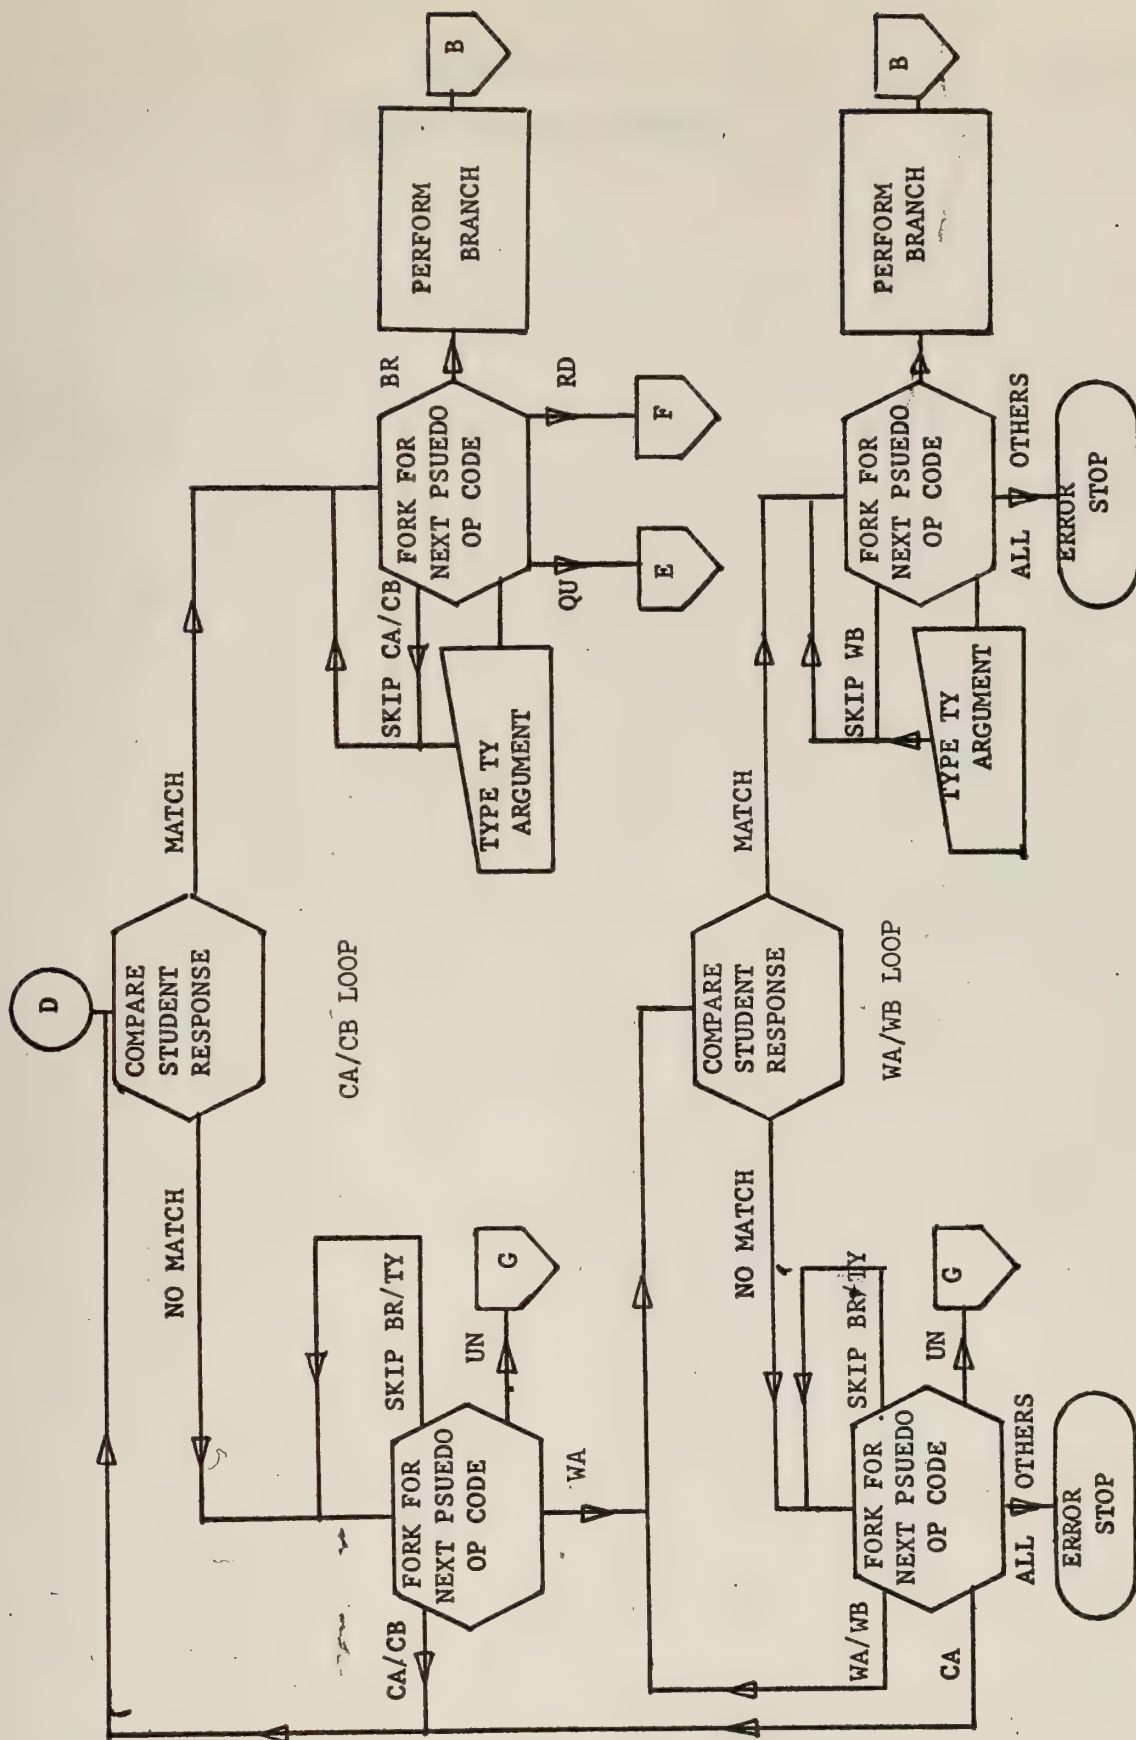 D
COMPARE
STUDENT
RESPONSE
NO MATCH
MATCH
CA/CB LOOP
CA/CB
FORK FOR
NEXT PSUEDO
OP CODE
SKIP BR/TY
UN
G
WA
SKIP CA/CB
TYPE TY
ARGUMENT
FORK FOR
NEXT PSUEDO
OP CODE
BR
PERFORM
BRANCH
B
QU
E
RD
F
COMPARE
STUDENT
RESPONSE
NO MATCH
MATCH
WA/WB LOOP
WA/WB
CA
FORK FOR
NEXT PSUEDO
OP CODE
SKIP BR/TY
UN
G
ALL OTHERS
ERROR
STOP
SKIP WB
TYPE TY
ARGUMENT
FORK FOR
NEXT PSUEDO
OP CODE
PERFORM
BRANCH
B
ALL OTHERS
ERROR
STOP